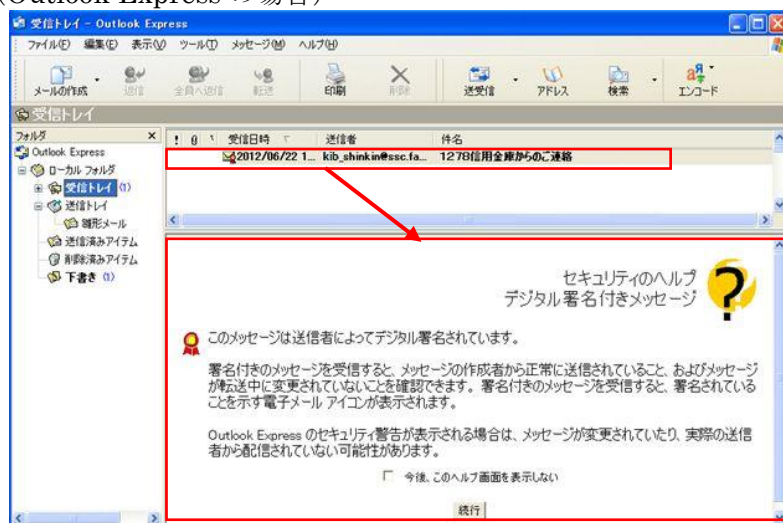 (Outlook Express の場合)
受信トレイ - Outlook Express
ファイル(F) 編集(E) 表示(V) ツール(T) メッセージ(M) ヘルプ(H)
メールの作成 返信 全員へ返信 転送 印刷 削除 送受信 アドレス 検索 エンコード
受信トレイ
フォルダ ×
! 受信日時 送信者 件名
Outlook Express
2012/06/22 1... kib_shinkin@ssc.fa... 1278信用金庫からのご連絡
ローカル フォルダ
受信トレイ (1)
送信トレイ
雛形メール
送信済みアイテム
削除済みアイテム
下書き (1)
セキュリティのヘルプ
デジタル署名付きメッセージ
このメッセージは送信者によってデジタル署名されています。
署名付きのメッセージを受信すると、メッセージの作成者から正常に送信されていること、およびメッセージ
が転送中に変更されていないことを確認できます。署名付きのメッセージを受信すると、署名されている
ことを示す電子メール アイコンが表示されます。
Outlook Express のセキュリティ警告が表示される場合は、メッセージが変更されていたり、実際の送信
者から配信されていない可能性があります。
今後、このヘルプ画面を表示しない
続行